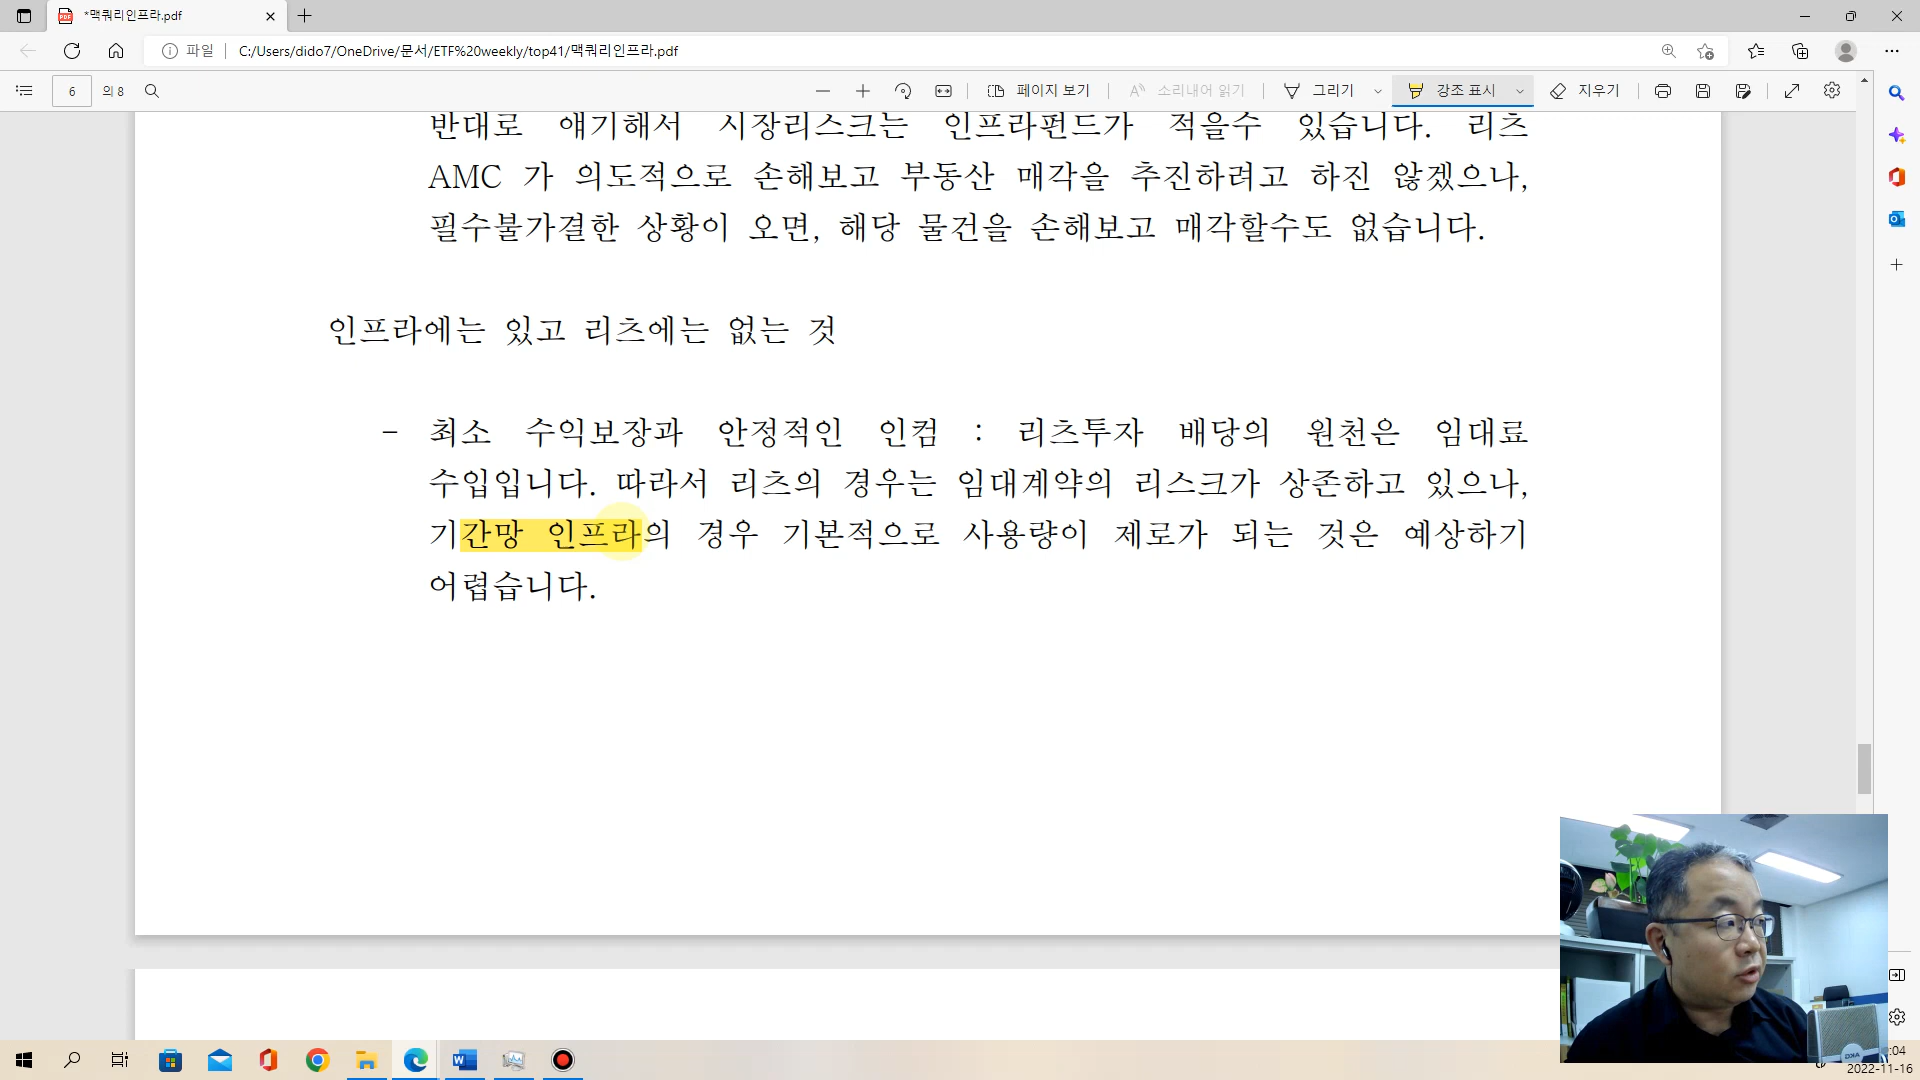 *맥쿼리인프라.pdf
파일
C:/Users/dido7/OneDrive/문서/ETF%20weekly/top41/맥쿼리인프라.pdf
6 의 8
페이지 보기
소리내어 읽기
그리기
강조 표시
지우기
반대로 얘기해서 시장리스크는 인프라펀드가 적을수 있습니다. 리츠
AMC 가 의도적으로 손해보고 부동산 매각을 추진하려고 하진 않겠으나,
필수불가결한 상황이 오면, 해당 물건을 손해보고 매각할수도 없습니다.
인프라에는 있고 리츠에는 없는 것
- 최소 수익보장과 안정적인 인컴 : 리츠투자 배당의 원천은 임대료
수입입니다. 따라서 리츠의 경우는 임대계약의 리스크가 상존하고 있으나,
기간망 인프라의 경우 기본적으로 사용량이 제로가 되는 것은 예상하기
어렵습니다.
:04
2022-11-16